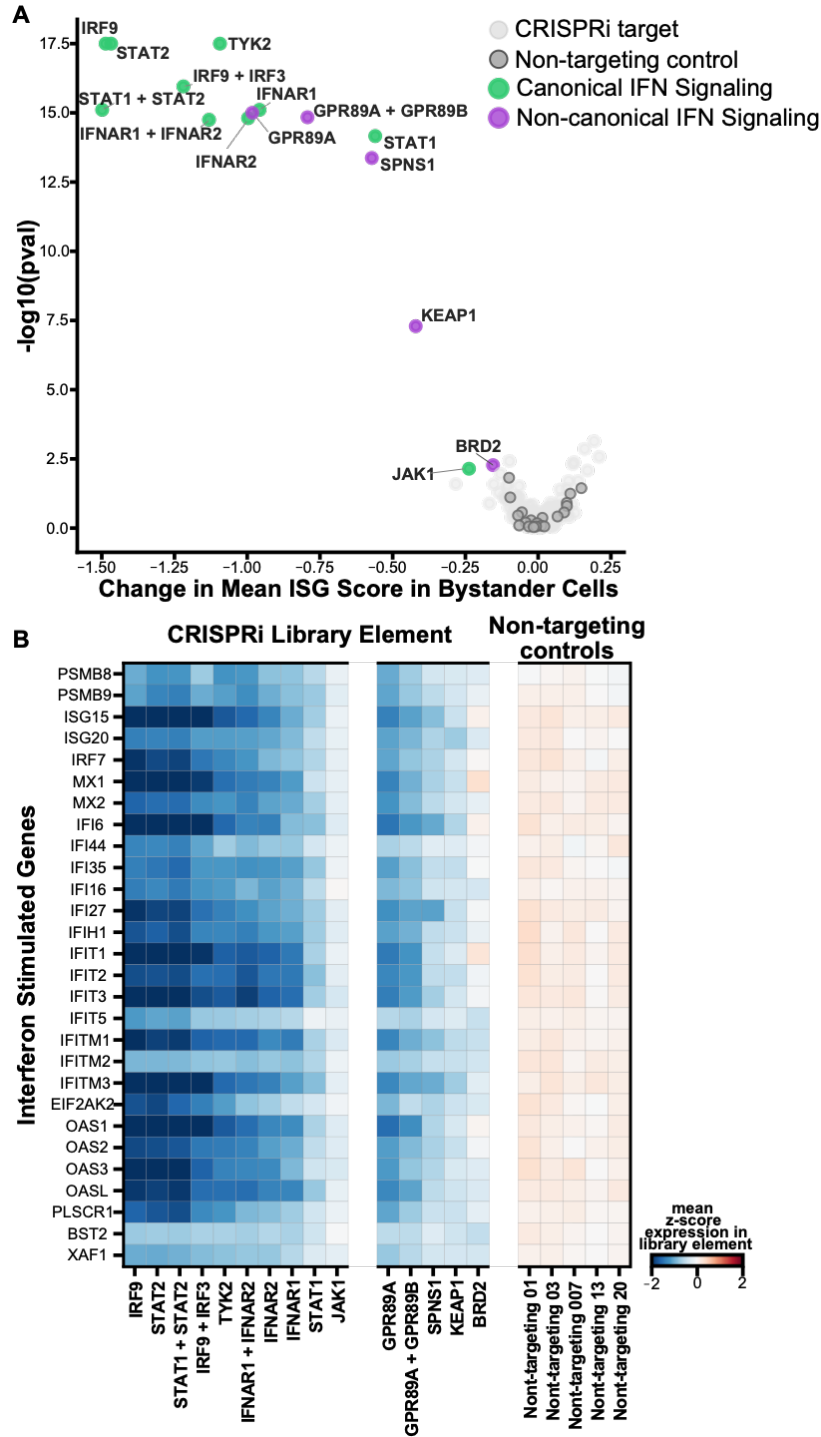 A
IRF9
STAT2
TYK2
IRF9 + IRF3
STAT1 + STAT2
IFNAR1
GPR89A + GPR89B
IFNAR1 + IFNAR2
GPR89A
IFNAR2
STAT1
SPNS1
KEAP1
BRD2
JAK1
CRISPRi target
Non-targeting control
Canonical IFN Signaling
Non-canonical IFN Signaling
17.5
15.0
12.5
10.0
7.5
5.0
2.5
0.0
-log10(pval)
−1.50
−1.25
−1.00
−0.75
−0.50
−0.25
0.00
0.25
Change in Mean ISG Score in Bystander Cells
B
CRISPRi Library Element
Non-targeting
controls
Interferon Stimulated Genes
PSMB8
PSMB9
ISG15
ISG20
IRF7
MX1
MX2
IFI6
IFI44
IFI35
IFI16
IFI27
IFIH1
IFIT1
IFIT2
IFIT3
IFIT5
IFITM1
IFITM2
IFITM3
EIF2AK2
OAS1
OAS2
OAS3
OASL
PLSCR1
BST2
XAF1
IRF9
STAT2
STAT1 + STAT2
IRF9 + IRF3
TYK2
IFNAR1 + IFNAR2
IFNAR2
IFNAR1
STAT1
JAK1
GPR89A
GPR89A + GPR89B
SPNS1
KEAP1
BRD2
Nont-targeting 01
Nont-targeting 03
Nont-targeting 007
Nont-targeting 13
Nont-targeting 20
mean
z-score
expression in
library element
−2
0
2